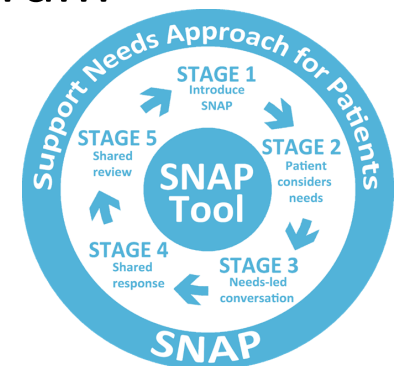 Support Needs Approach for Patients
STAGE 1
Introduce
SNAP
STAGE 2
Patient
considers
needs
STAGE 3
Needs-led
conversation
STAGE 4
Shared
response
STAGE 5
Shared
review
SNAP
Tool
SNAP